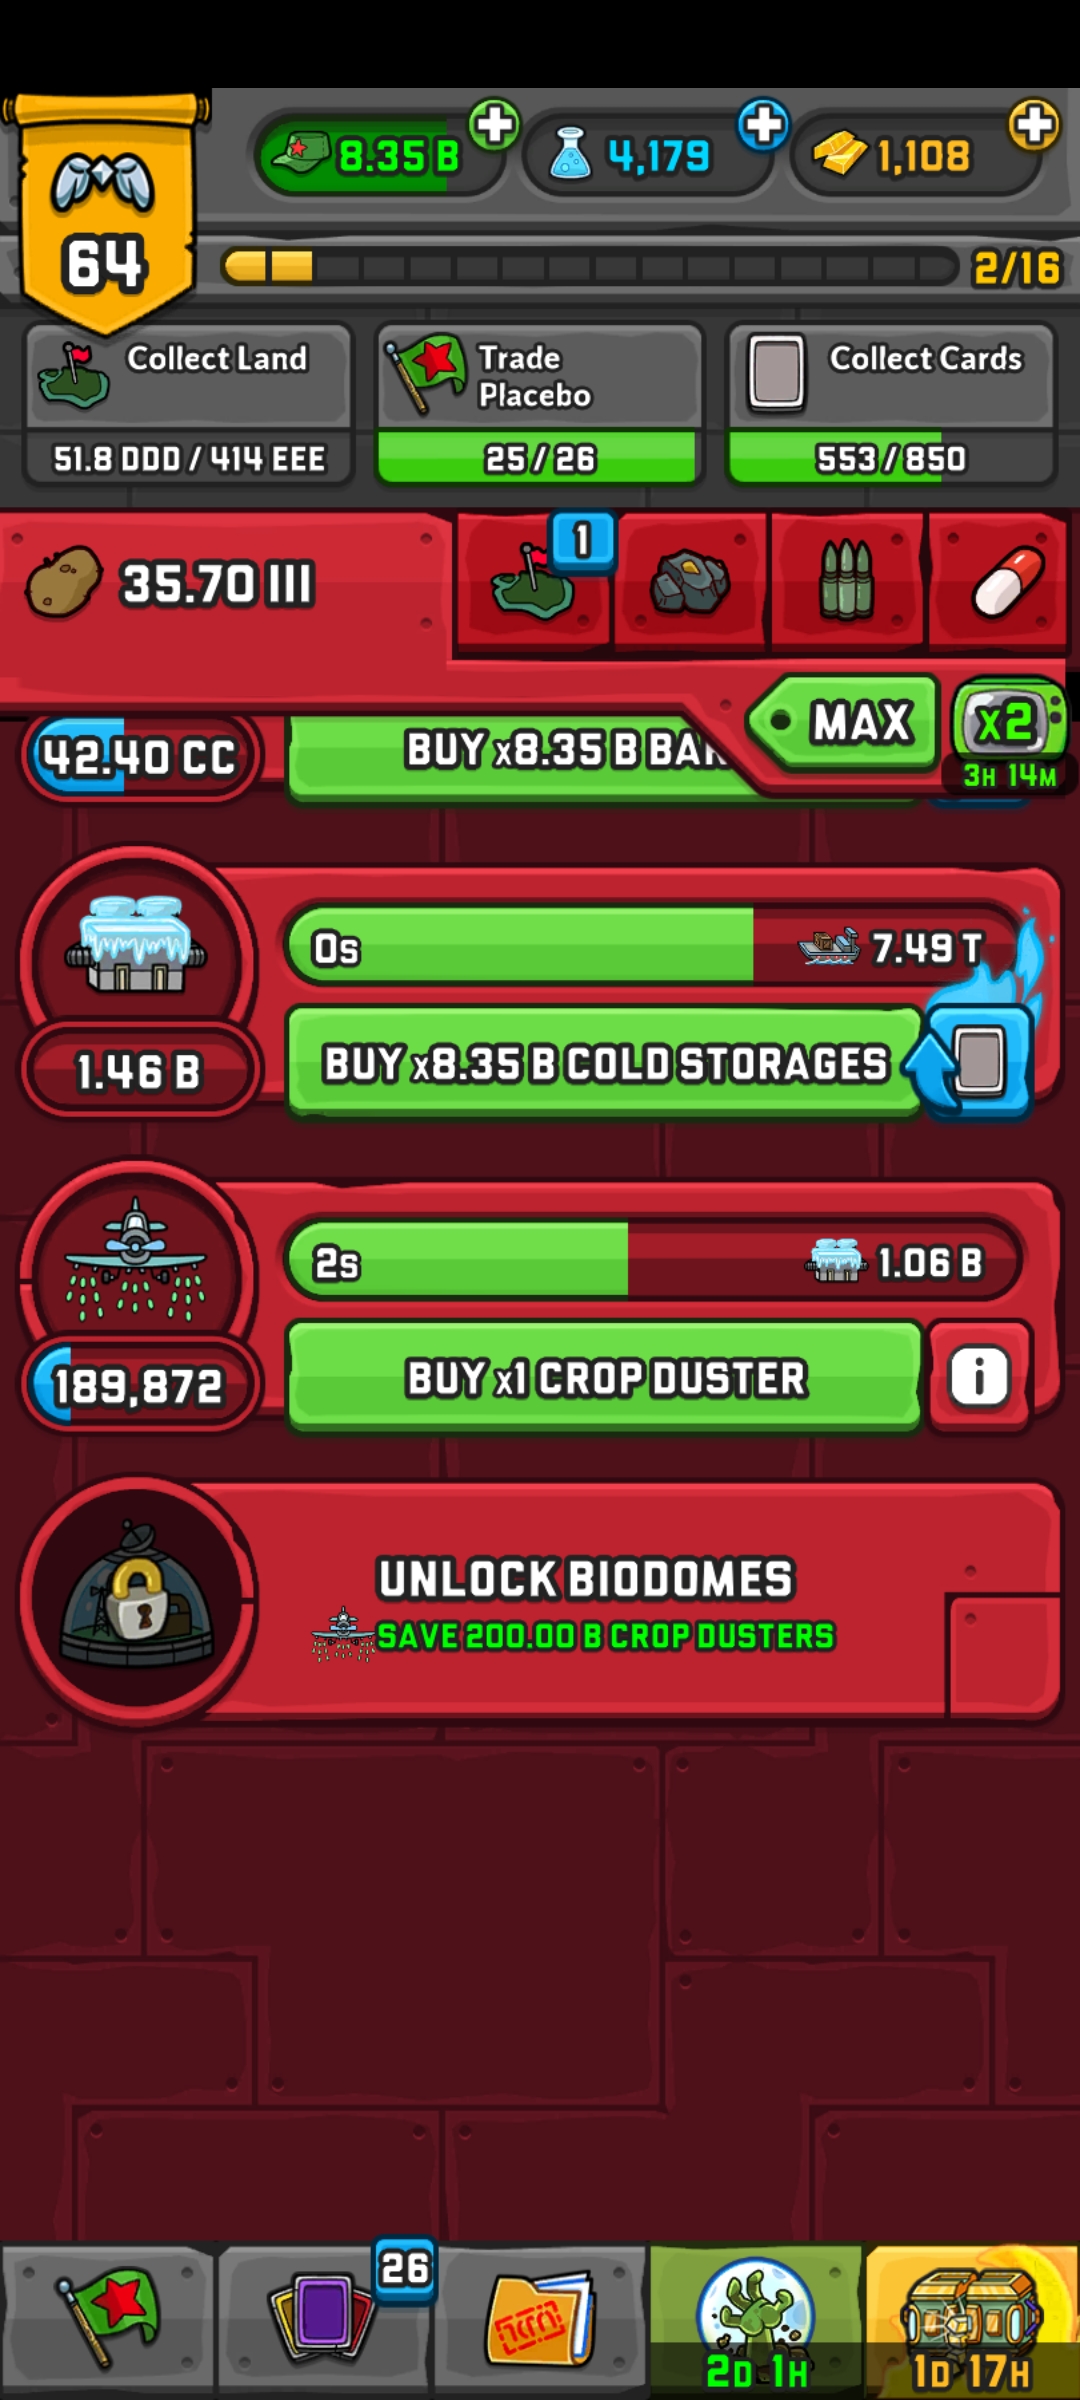 8.35 B
4,179
1,108
64
2/16
Collect Land
Trade
Placebo
Collect Cards
51.8 DDD / 414 EEE
25 / 26
553 / 850
35.70 III
1
MAX
x2
3H 14M
42.40 CC
BUY x8.35 B BAR
0s
7.49 T
1.46 B
BUY x8.35 B COLD STORAGES
2s
1.06 B
189,872
BUY x1 CROP DUSTER
i
UNLOCK BIODOMES
SAVE 200.00 B CROP DUSTERS
26
2D 1H
1D 17H